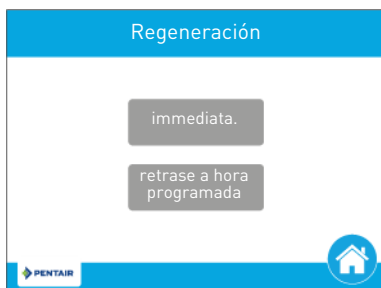 Regeneración
immediata.
retrase a hora
programada
PENTAIR